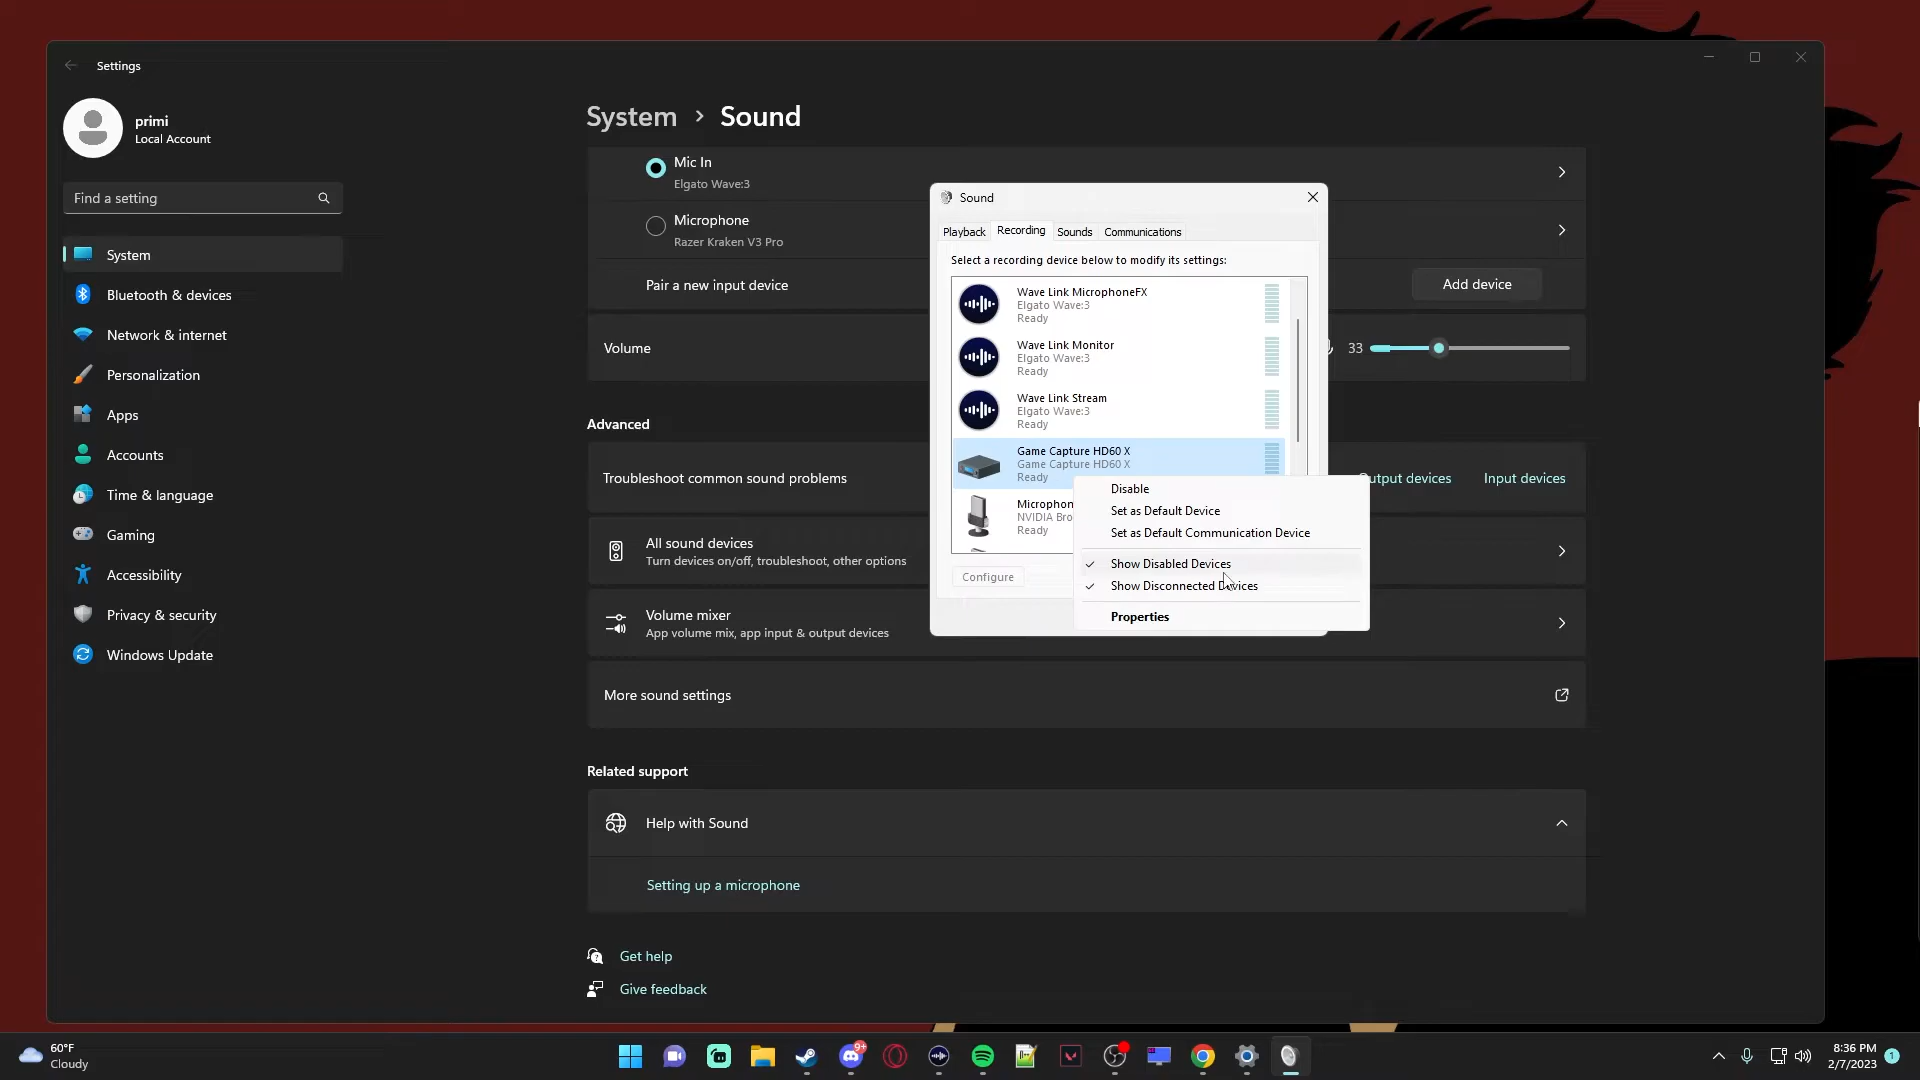 Settings
primi
Local Account
Find a setting
System
Bluetooth & devices
Network & internet
Personalization
Apps
Accounts
Time & language
Gaming
Accessibility
Privacy & security
Windows Update
System > Sound
Mic In
Elgato Wave:3
Microphone
Razer Kraken V3 Pro
Pair a new input device
Add device
Volume
33
Advanced
Troubleshoot common sound problems
Output devices
Input devices
All sound devices
Turn devices on/off, troubleshoot, other options
Volume mixer
App volume mix, app input & output devices
More sound settings
Related support
Help with Sound
Setting up a microphone
Get help
Give feedback
Sound
Playback
Recording
Sounds
Communications
Select a recording device below to modify its settings:
Wave Link MicrophoneFX
Elgato Wave:3
Ready
Wave Link Monitor
Elgato Wave:3
Ready
Wave Link Stream
Elgato Wave:3
Ready
Game Capture HD60 X
Game Capture HD60 X
Ready
Microphon
NVIDIA Bro
Ready
Configure
Disable
Set as Default Device
Set as Default Communication Device
Show Disabled Devices
Show Disconnected Devices
Properties
60°F
Cloudy
9+
8:36 PM
2/7/2023
1